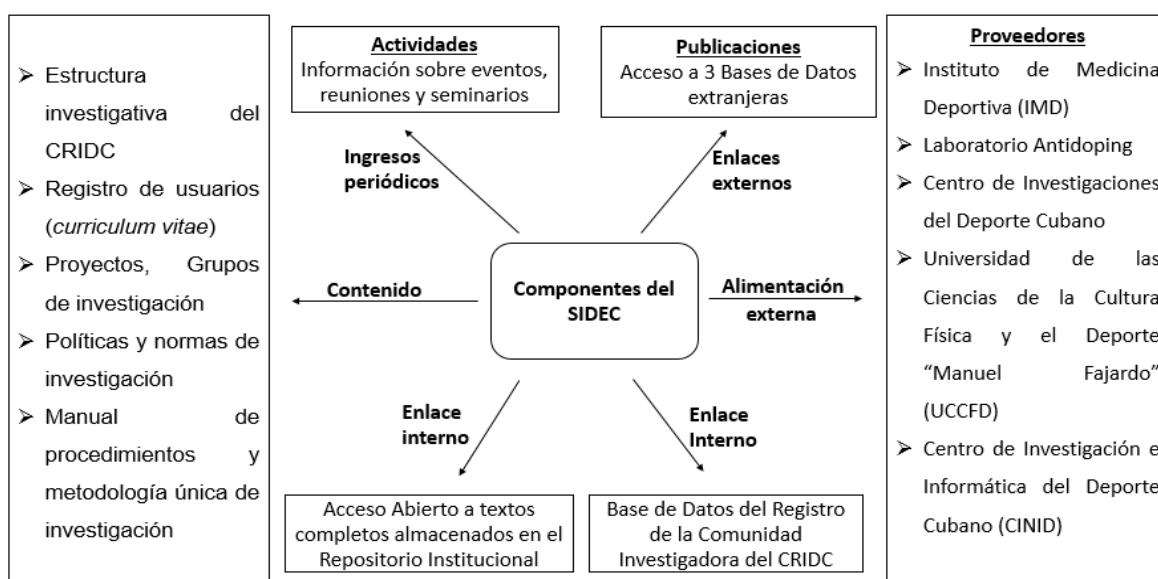 ➢ Estructura
investigativa del
CRIDC
➢ Registro de usuarios
(curriculum vitae)
➢ Proyectos, Grupos
de investigación
➢ Políticas y normas de
investigación
➢ Manual de
procedimientos y
metodología única de
investigación
Actividades
Información sobre eventos,
reuniones y seminarios
Publicaciones
Acceso a 3 Bases de Datos
extranjeras
Ingresos
periódicos
Enlaces
externos
Contenido
Componentes del
SIDEC
Alimentación
externa
Enlace
interno
Enlace
Interno
Acceso Abierto a textos
completos almacenados en el
Repositorio Institucional
Base de Datos del Registro
de la Comunidad
Investigadora del CRIDC
Proveedores
➢ Instituto de Medicina
Deportiva (IMD)
➢ Laboratorio Antidoping
➢ Centro de Investigaciones
del Deporte Cubano
➢ Universidad de las
Ciencias de la Cultura
Física y el Deporte
“Manuel Fajardo”
(UCCFD)
➢ Centro de Investigación e
Informática del Deporte
Cubano (CINID)